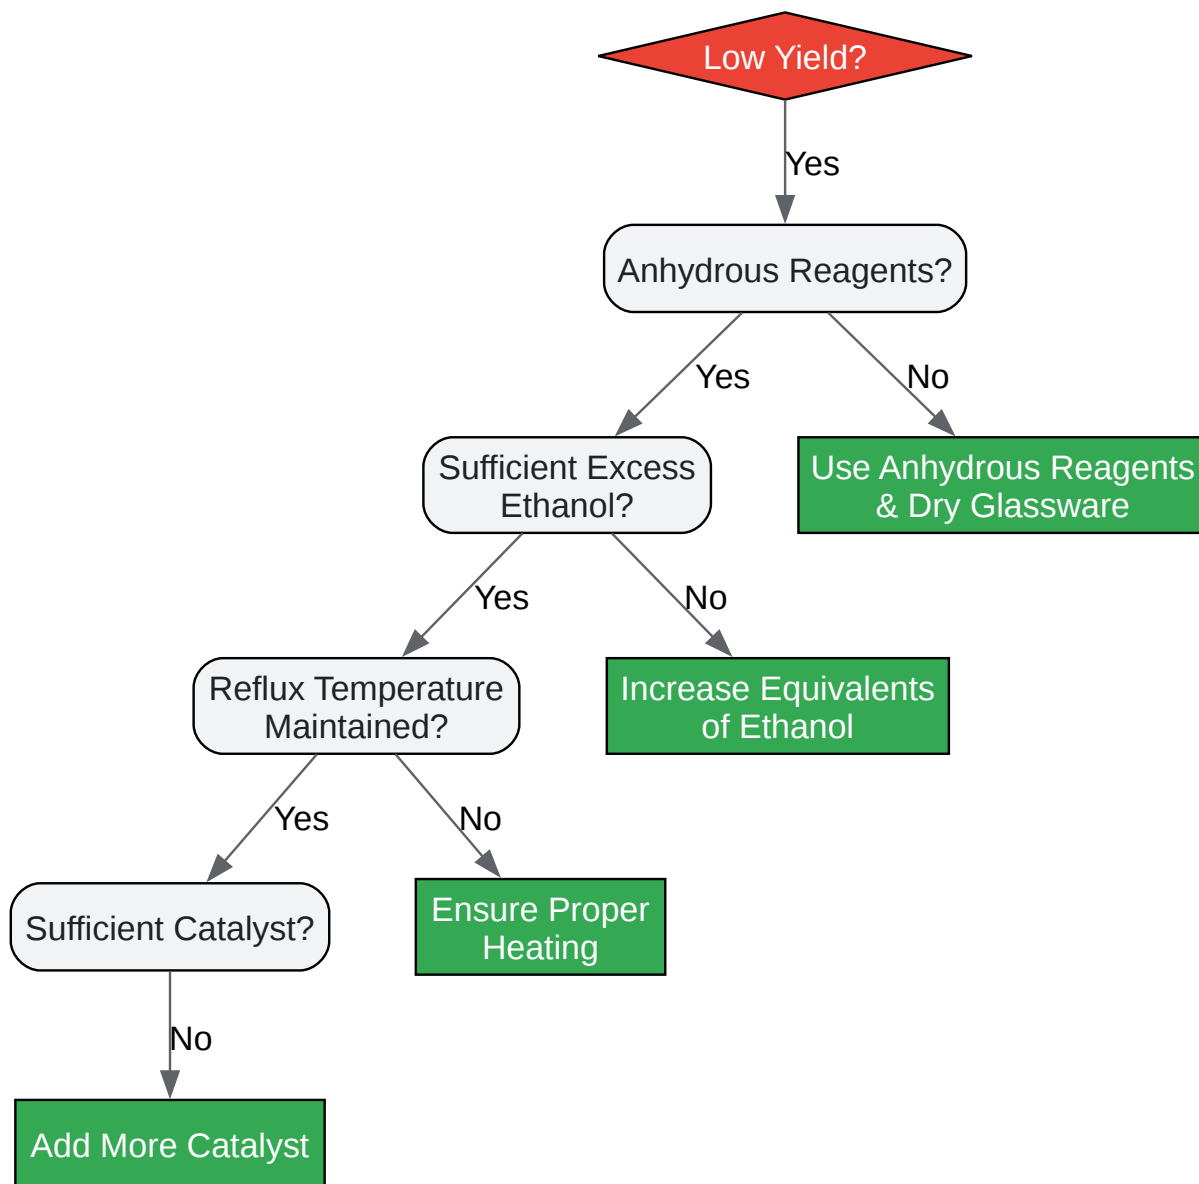 Low Yield?
Yes
Anhydrous Reagents?
Yes
No
Sufficient Excess
Ethanol?
Use Anhydrous Reagents
& Dry Glassware
Yes
No
Reflux Temperature
Maintained?
Increase Equivalents
of Ethanol
Yes
No
Sufficient Catalyst?
Ensure Proper
Heating
No
Add More Catalyst